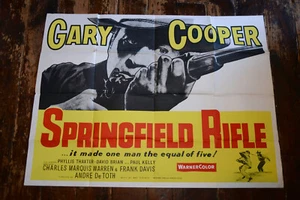 GARY COOPER
SPRINGFIELD RIFLE
...it made one man the equal of five!
PHYLLIS THAXTER · DAVID BRIAN ... PAUL KELLY
CHARLES MARQUIS WARREN & FRANK DAVIS
ANDRÉ DE TOTH
WARNERCOLOR